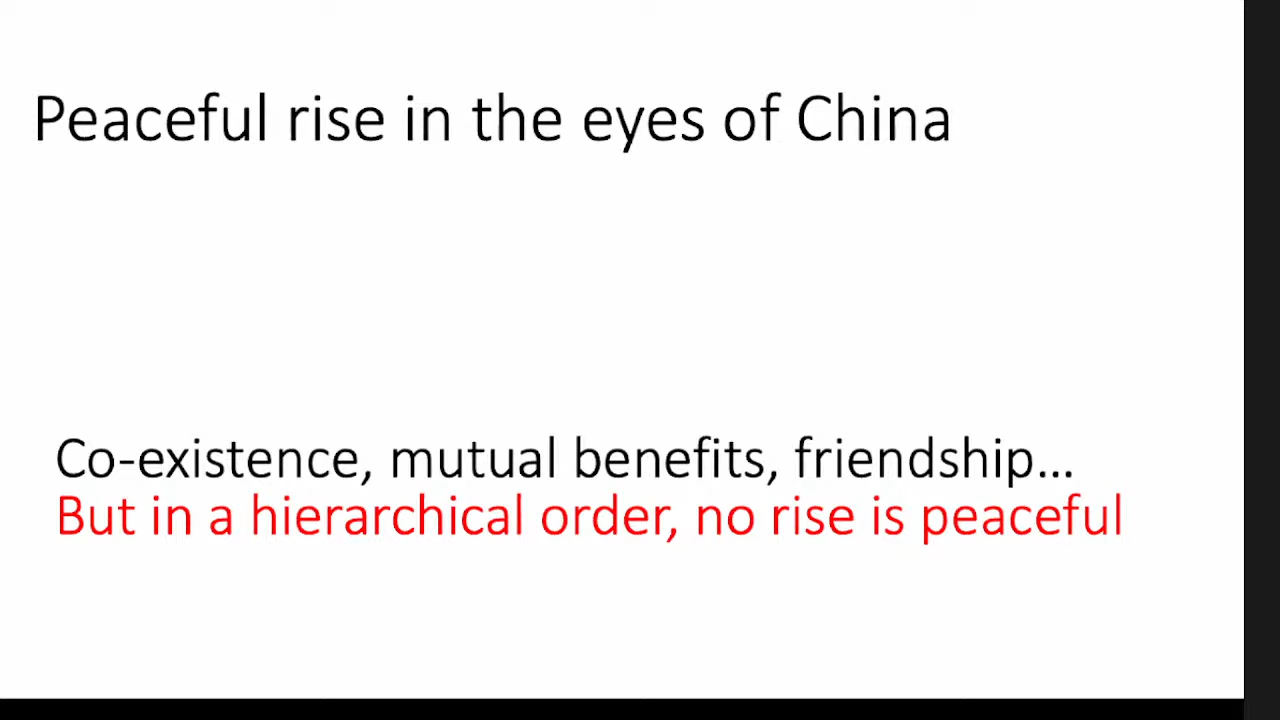 Peaceful rise in the eyes of China
Co-existence, mutual benefits, friendship…
But in a hierarchical order, no rise is peaceful